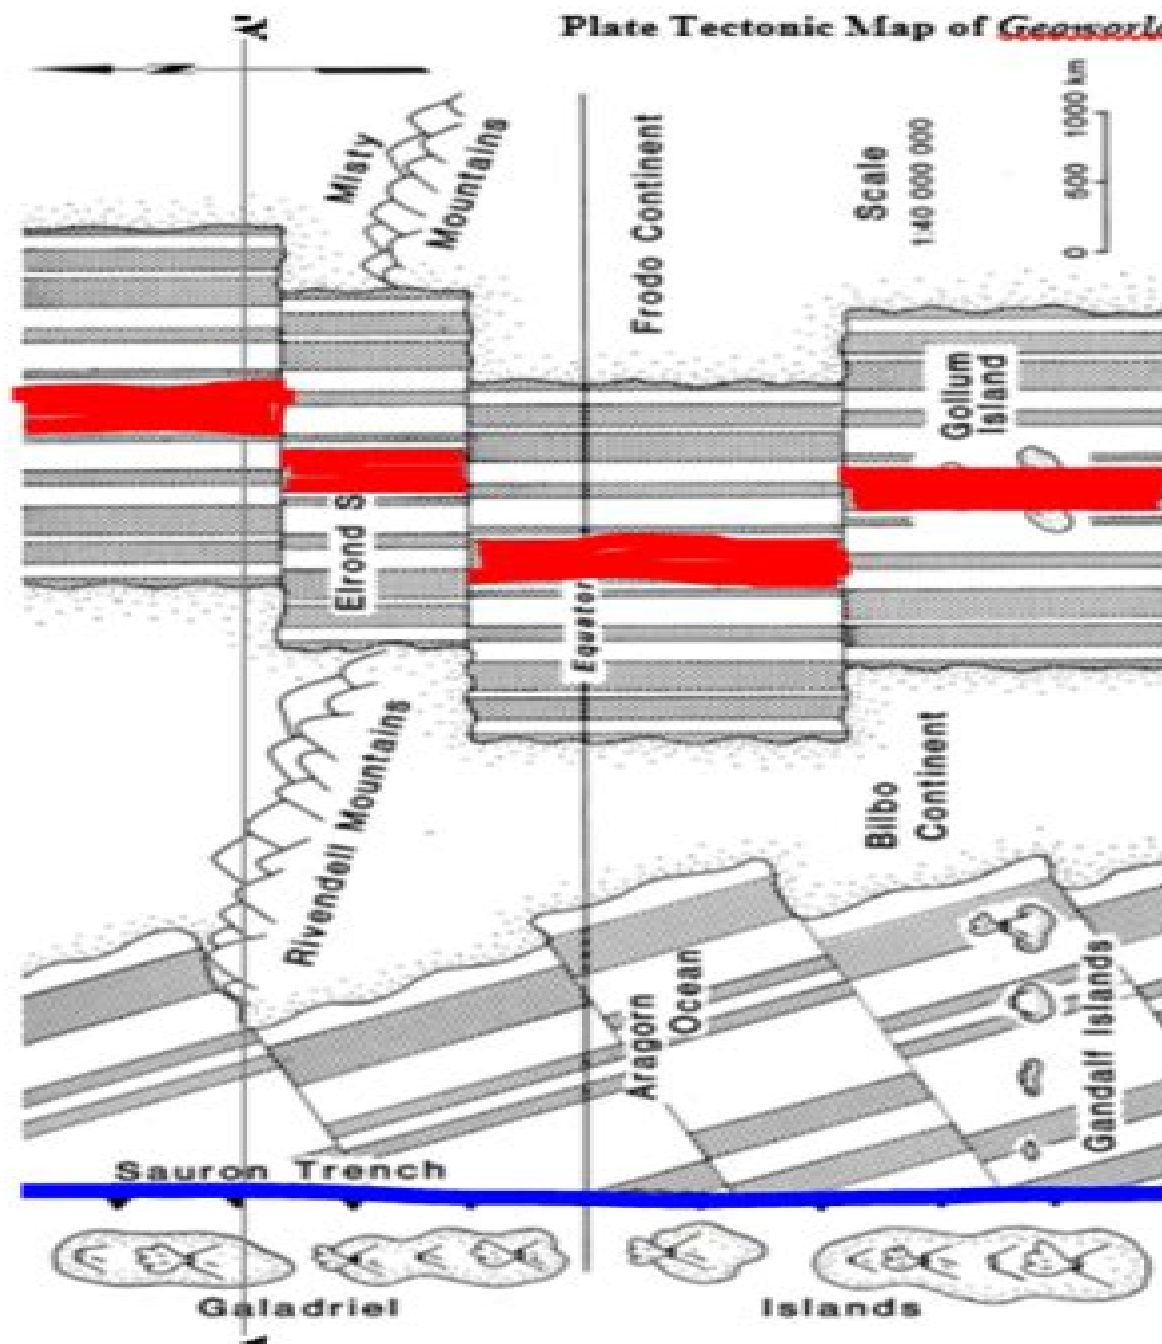 Plate Tectonic Map of
A'
Misty
Mountains
Frodo Continent
Scale
1:40 000 000
0 500 1000 km
Gollum
Island
Elrond S
Equator
Rivendell Mountains
Bilbo
Continent
Aragorn
Ocean
Gandalf Islands
Sauron Trench
Galadriel Islands